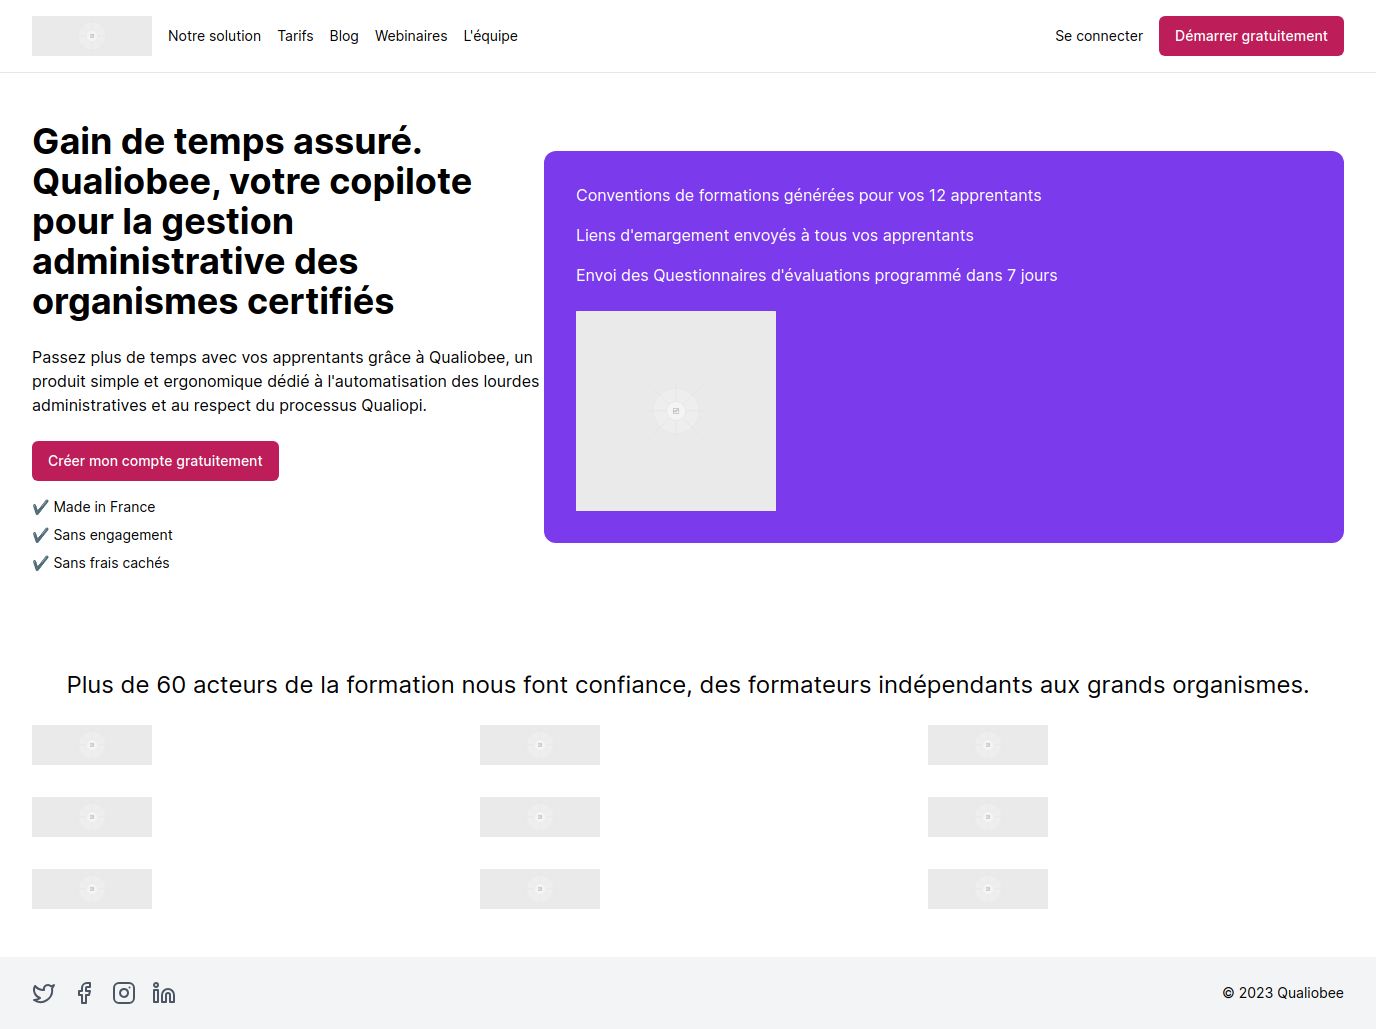 Notre solution Tarifs Blog Webinaires L'équipe Se connecter Démarrer gratuitement
Gain de temps assuré.
Qualiobee, votre copilote
pour la gestion
administrative des
organismes certifiés
Passez plus de temps avec vos apprentants grâce à Qualiobee, un
produit simple et ergonomique dédié à l'automatisation des lourdes
administratives et au respect du processus Qualiopi.
Créer mon compte gratuitement
✔️ Made in France
✔️ Sans engagement
✔️ Sans frais cachés
Conventions de formations générées pour vos 12 apprentants
Liens d'emargement envoyés à tous vos apprentants
Envoi des Questionnaires d'évaluations programmé dans 7 jours
Plus de 60 acteurs de la formation nous font confiance, des formateurs indépendants aux grands organismes.
© 2023 Qualiobee